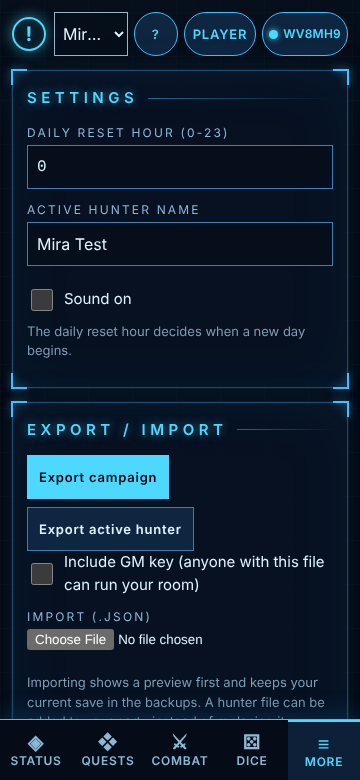 !
Mir...
?
PLAYER
WV8MH9
SETTINGS
DAILY RESET HOUR (0-23)
0
ACTIVE HUNTER NAME
Mira Test
Sound on
The daily reset hour decides when a new day
begins.
EXPORT / IMPORT
Export campaign
Export active hunter
Include GM key (anyone with this file
can run your room)
IMPORT (.JSON)
Choose File No file chosen
Importing shows a preview first and keeps your
current save in the backups. A hunter file can be
STATUS
QUESTS
COMBAT
DICE
MORE